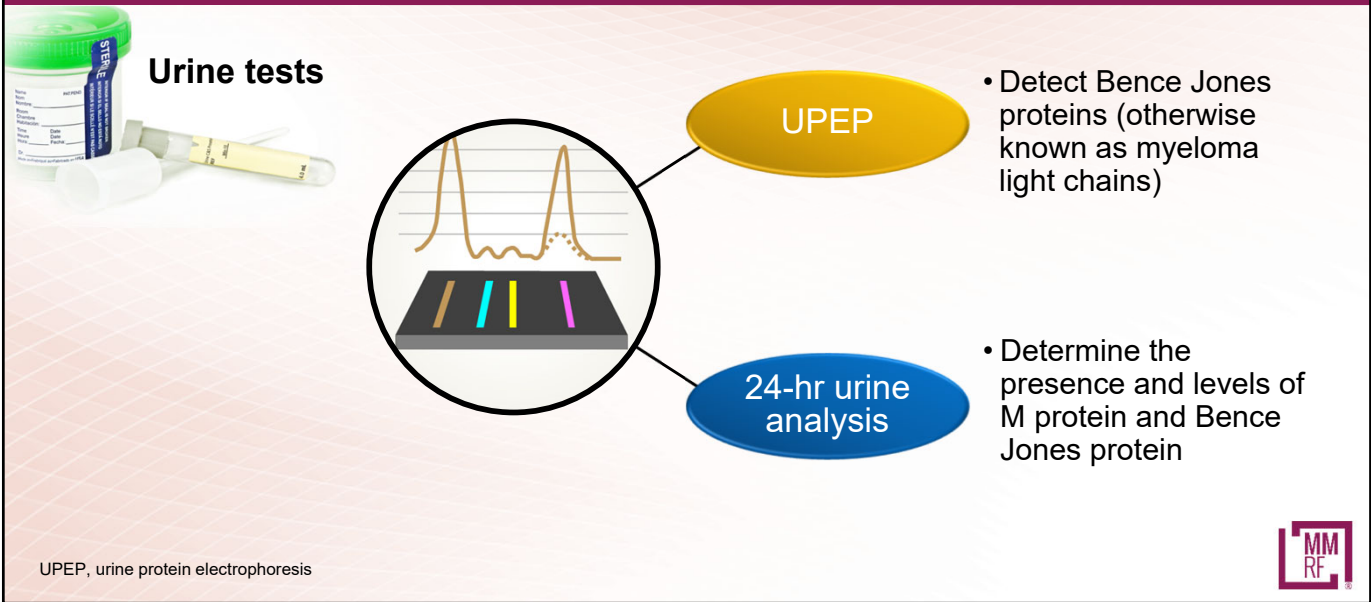 STERILE
Urine tests
UPEP
• Detect Bence Jones
proteins (otherwise
known as myeloma
light chains)
24-hr urine
analysis
• Determine the
presence and levels of
M protein and Bence
Jones protein
UPEP, urine protein electrophoresis
MM
RF
®